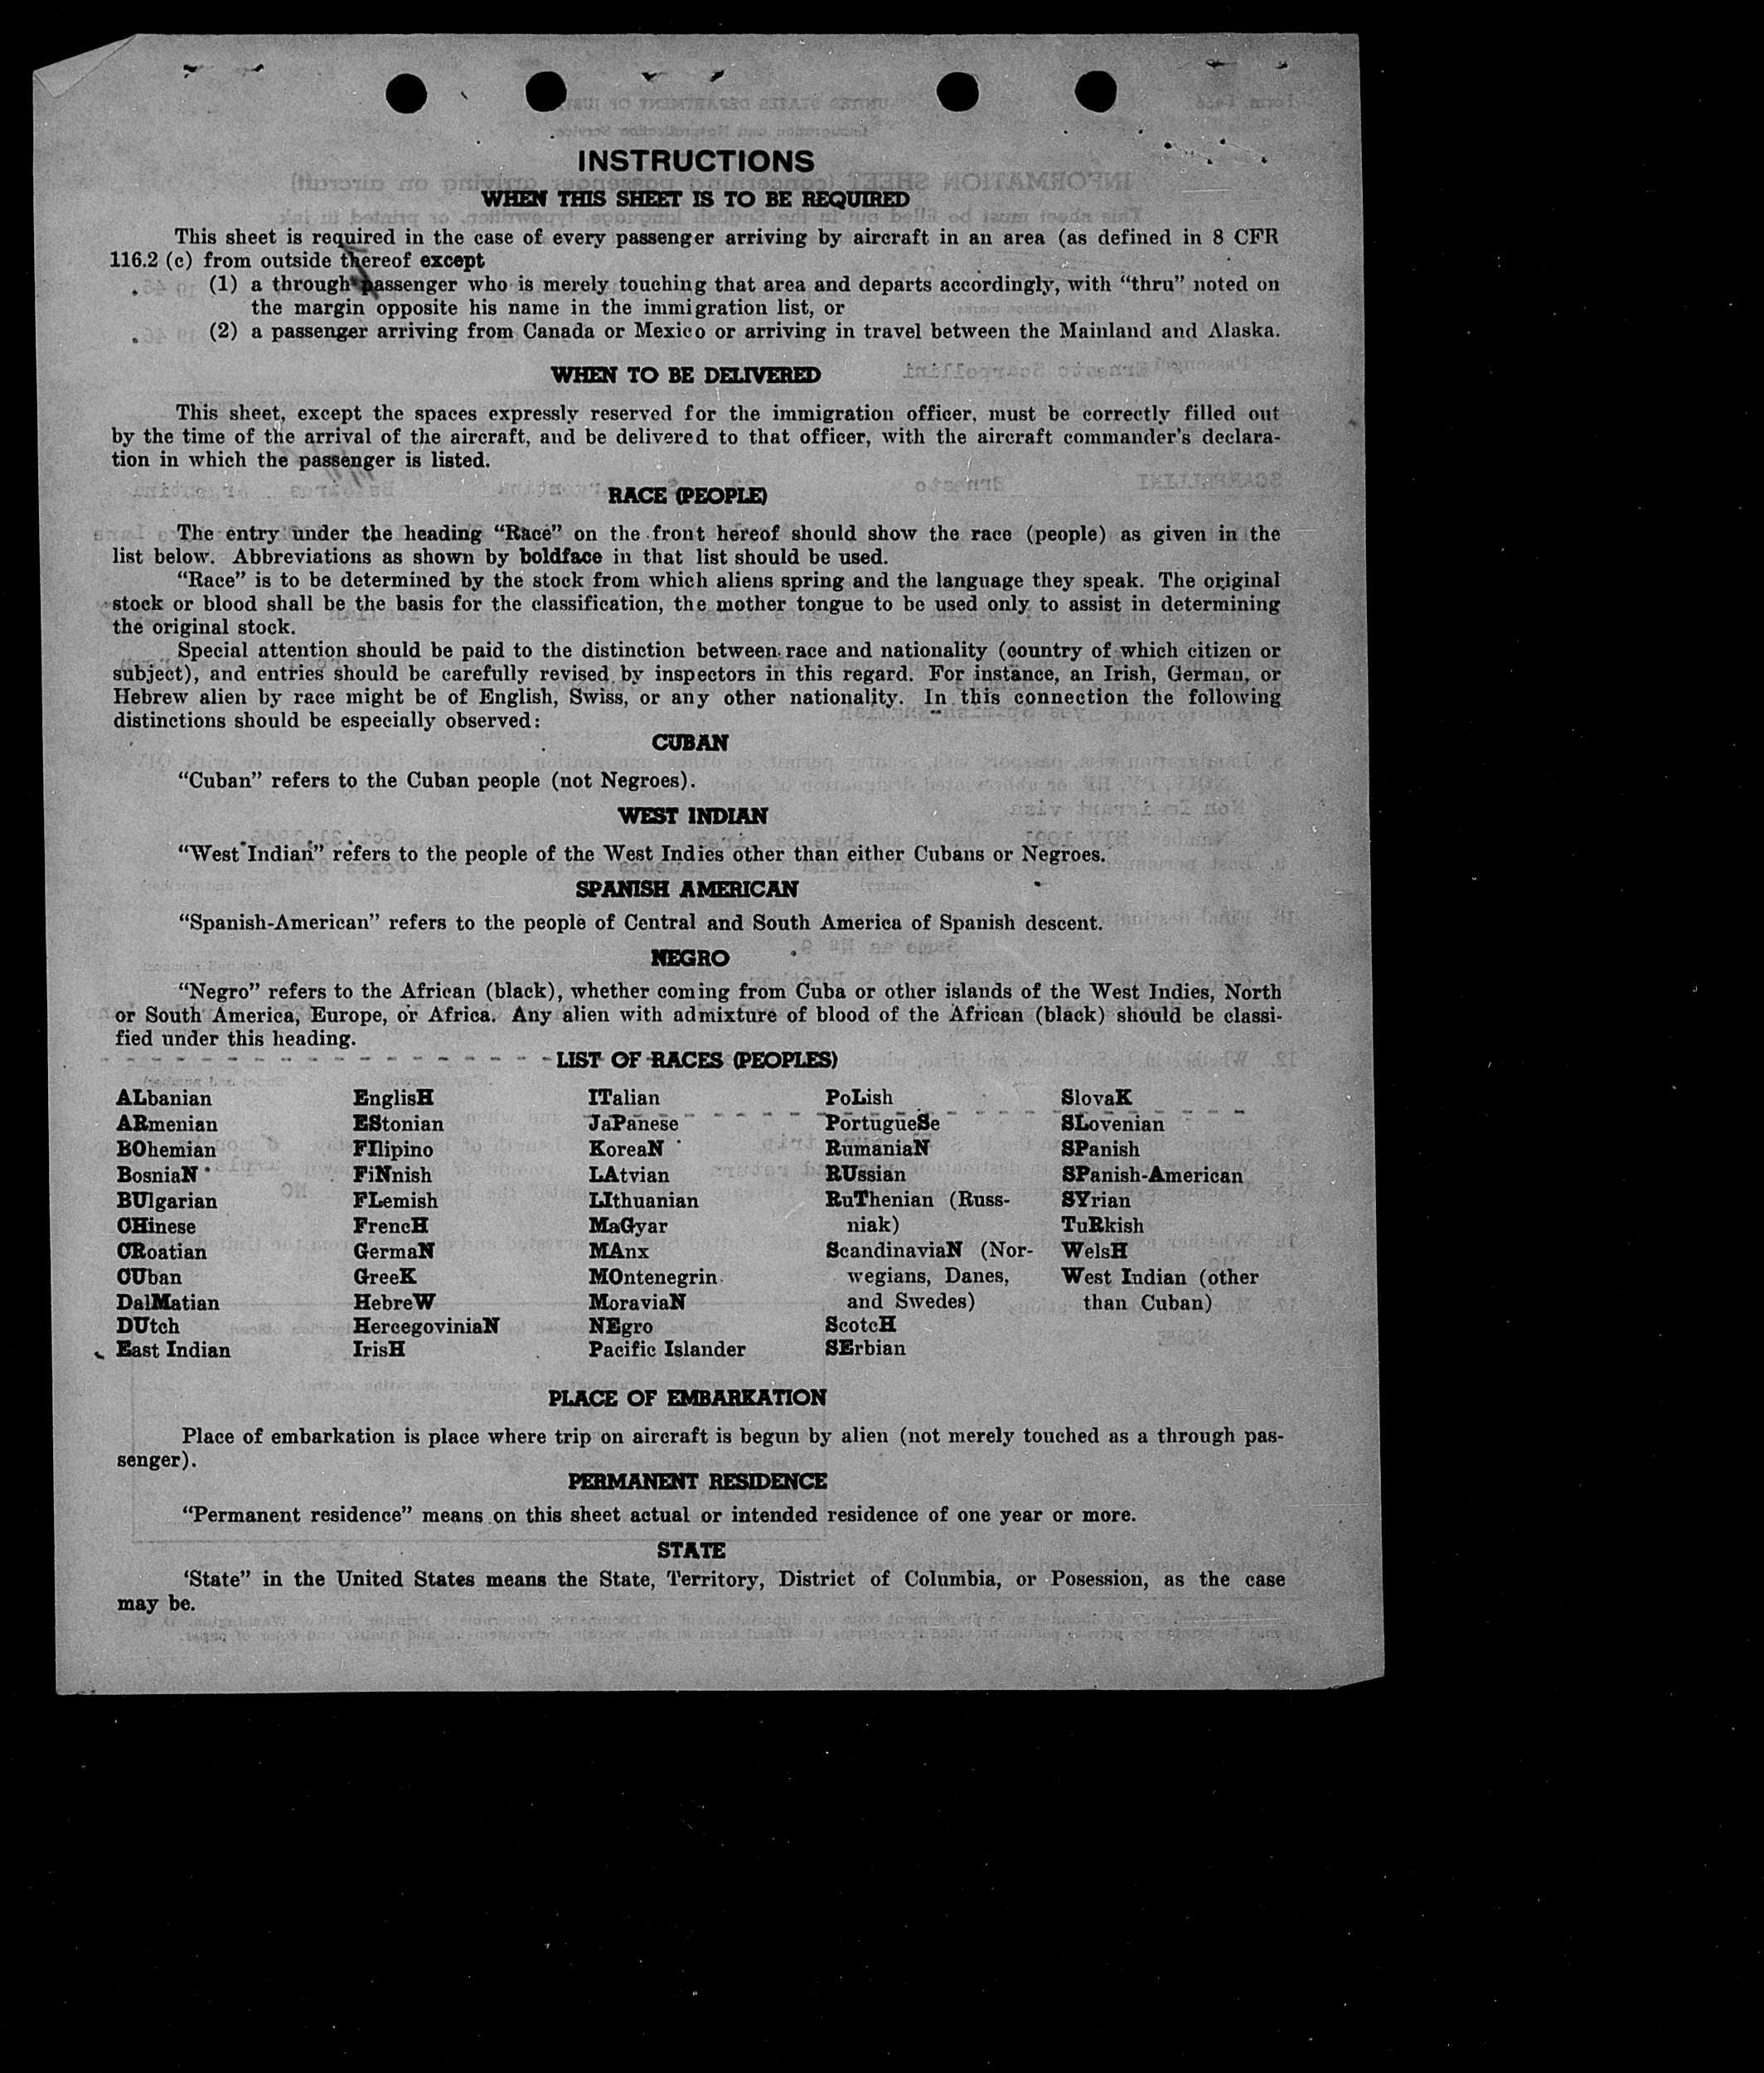 INSTRUCTIONS
WHEN THIS SHEET IS TO BE REQUIRED
This sheet is required in the case of every passenger arriving by aircraft in an area (as defined in 8 CFR
116.2 (c) from outside thereof except
(1) a through passenger who is merely touching that area and departs accordingly, with “thru” noted on
the margin opposite his name in the immigration list, or
(2) a passenger arriving from Canada or Mexico or arriving in travel between the Mainland and Alaska.
WHEN TO BE DELIVERED
This sheet, except the spaces expressly reserved for the immigration officer, must be correctly filled out
by the time of the arrival of the aircraft, and be delivered to that officer, with the aircraft commander’s declara-
tion in which the passenger is listed.
RACE (PEOPLE)
The entry under the heading “Race” on the front hereof should show the race (people) as given in the
list below. Abbreviations as shown by boldface in that list should be used.
“Race” is to be determined by the stock from which aliens spring and the language they speak. The original
stock or blood shall be the basis for the classification, the mother tongue to be used only to assist in determining
the original stock.
Special attention should be paid to the distinction between race and nationality (country of which citizen or
subject), and entries should be carefully revised by inspectors in this regard. For instance, an Irish, German, or
Hebrew alien by race might be of English, Swiss, or any other nationality. In this connection the following
distinctions should be especially observed:
CUBAN
“Cuban” refers to the Cuban people (not Negroes).
WEST INDIAN
“West Indian” refers to the people of the West Indies other than either Cubans or Negroes.
SPANISH AMERICAN
“Spanish-American” refers to the people of Central and South America of Spanish descent.
NEGRO
“Negro” refers to the African (black), whether coming from Cuba or other islands of the West Indies, North
or South America, Europe, or Africa. Any alien with admixture of blood of the African (black) should be classi-
fied under this heading.
LIST OF RACES (PEOPLES)
ALbanian
ARmenian
BOhemian
BosniaN
BUlgarian
CHinese
CRoatian
CUban
DalMatian
DUtch
East Indian
EnglisH
EStonian
FIlipino
FiNnish
FLemish
FrencH
GermaN
GreeK
HebreW
HercegoviniaN
IrisH
ITalian
JaPanese
KoreaN
LAtvian
LIthuanian
MaGyar
MAnx
MOntenegrin
MoraviaN
NEgro
Pacific Islander
PoLish
PortugueSe
RumaniaN
RUssian
RuThenian (Russ-
niak)
ScandinaviaN (Nor-
wegians, Danes,
and Swedes)
ScotcH
SErbian
SlovaK
SLovenian
SPanish
SPanish-American
SYrian
TuRkish
WelsH
West Indian (other
than Cuban)
PLACE OF EMBARKATION
Place of embarkation is place where trip on aircraft is begun by alien (not merely touched as a through pas-
senger).
PERMANENT RESIDENCE
“Permanent residence” means on this sheet actual or intended residence of one year or more.
STATE
‘State” in the United States means the State, Territory, District of Columbia, or Posession, as the case
may be.